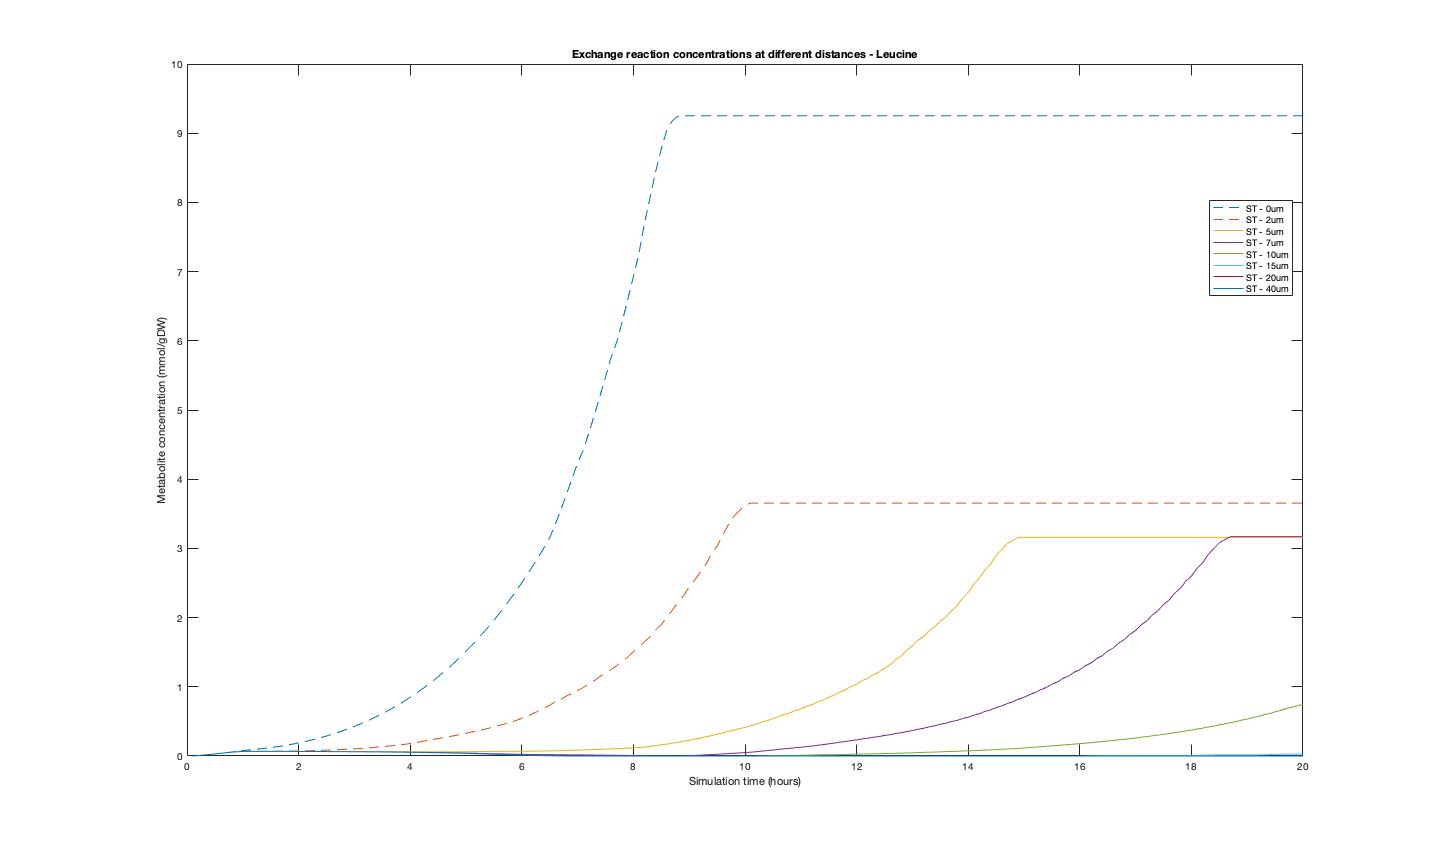 Exchange reaction concentrations at different distances - Leucine
10
9
8
7
6
5
4
3
2
1
0
Metabolite concentration (mmol/gDW)
ST - 0um
ST - 2um
ST - 5um
ST - 7um
ST - 10um
ST - 15um
ST - 20um
ST - 40um
0 2 4 6 8 10 12 14 16 18 20
Simulation time (hours)